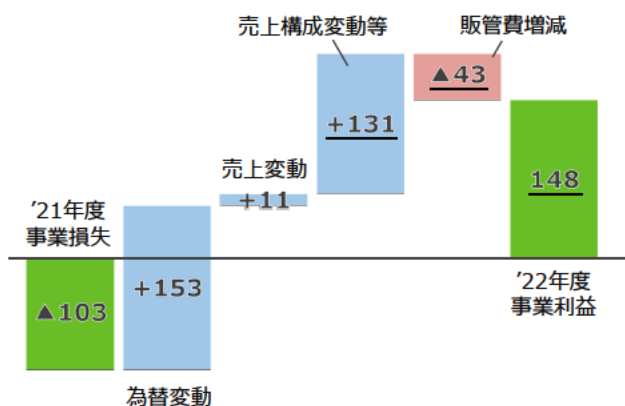 売上構成変動等
販管費増減
▲43
+131
売上変動
+11
148
’21年度
事業損失
▲103
+153
’22年度
事業利益
為替変動